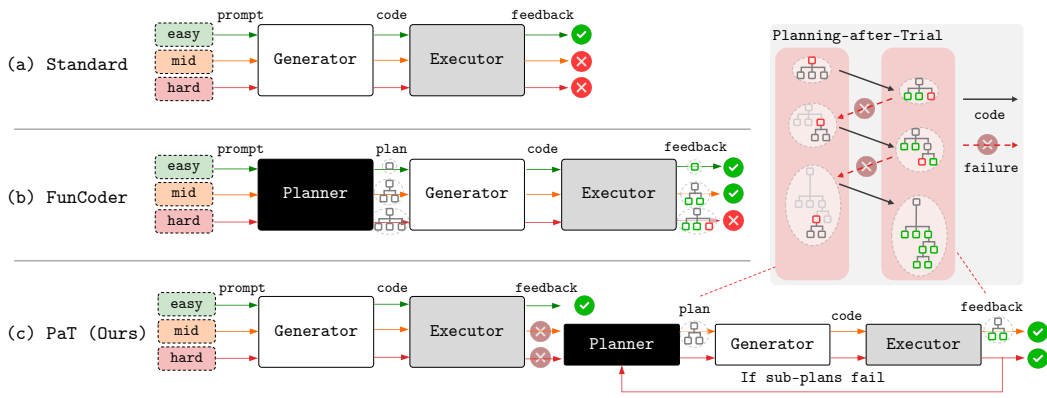 (a) Standard
easy
mid
hard
prompt
Generator
code
Executor
feedback
(b) FunCoder
easy
mid
hard
prompt
Planner
plan
Generator
code
Executor
feedback
(c) PaT (Ours)
easy
mid
hard
prompt
Generator
code
Executor
feedback
Planner
plan
Generator
code
Executor
feedback
If sub-plans fail
Planning-after-Trial
code
failure